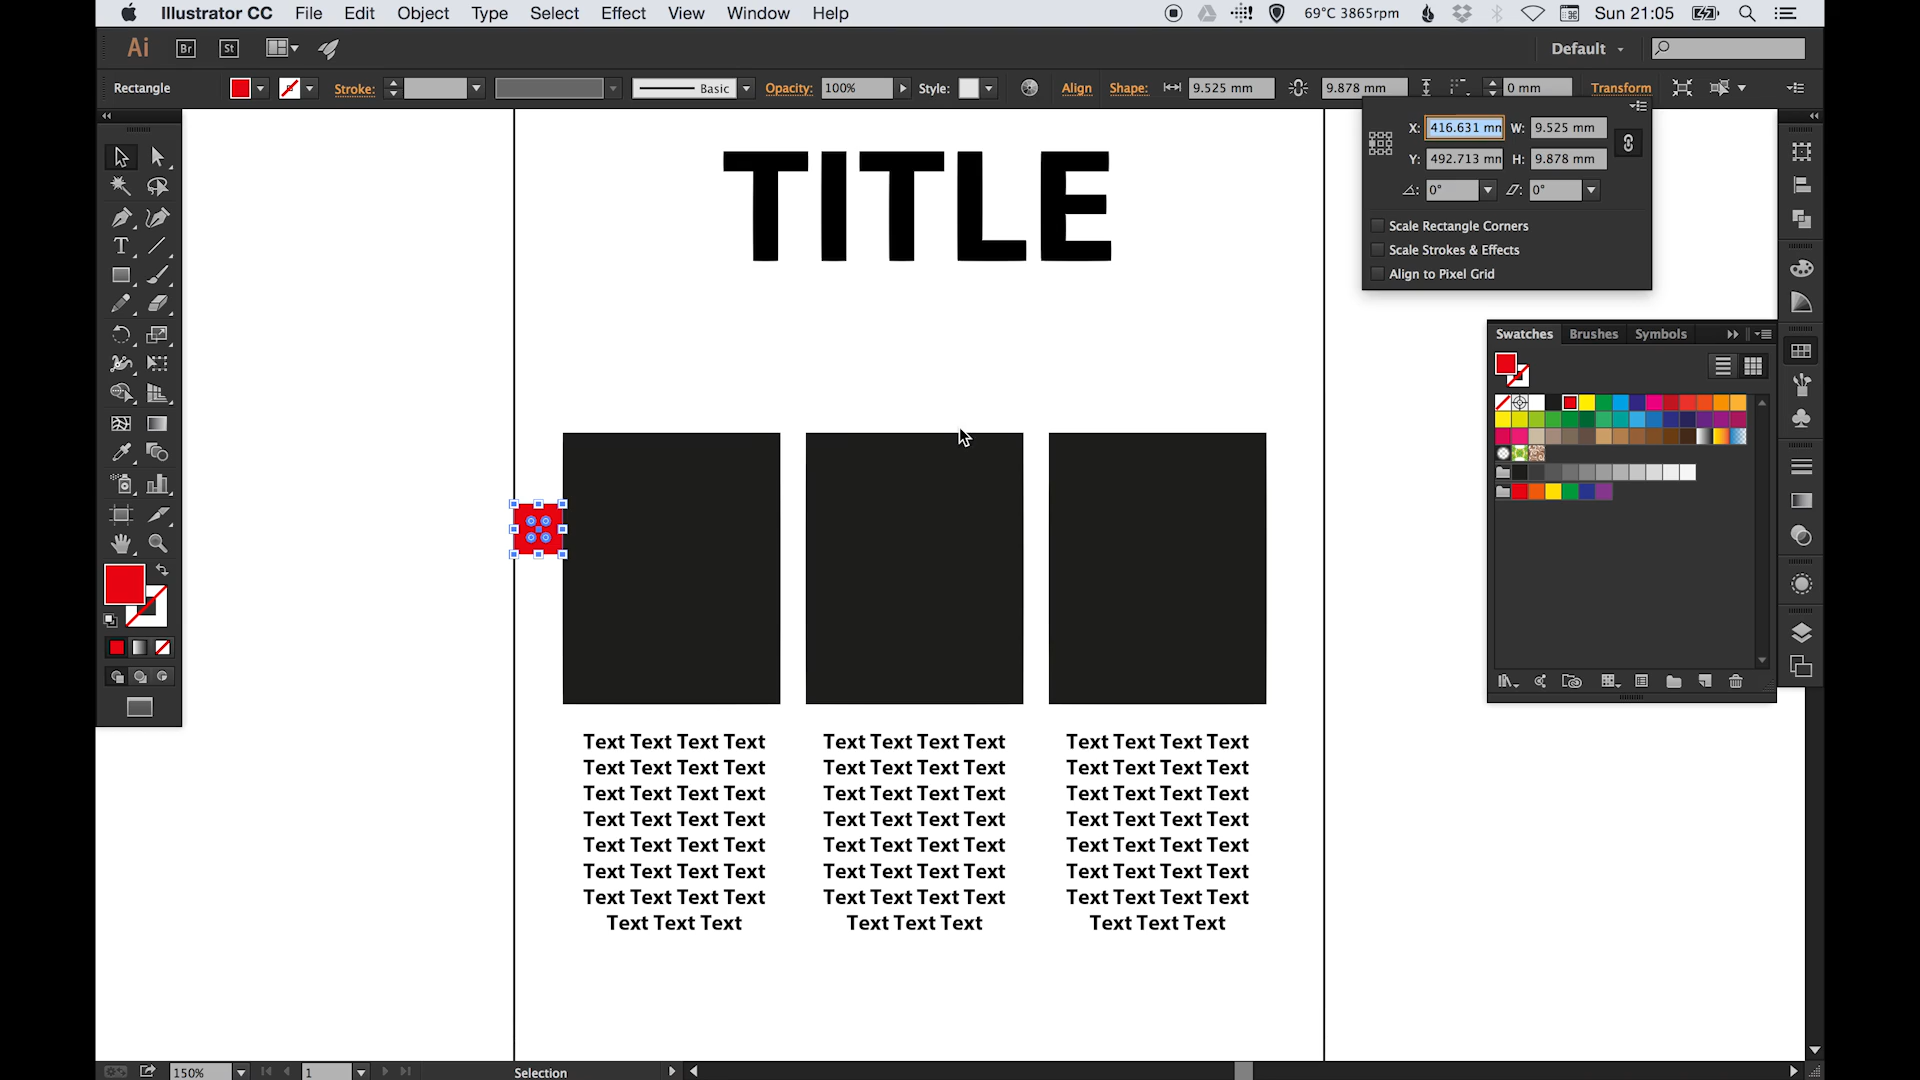 Illustrator CC File Edit Object Type Select Effect View Window Help 69°C 3865rpm Sun 21:05
Ai Br St Default
Rectangle Stroke: Basic Opacity: 100% Style: Align Shape: 9.525 mm 9.878 mm 0 mm Transform
X: 416.631 mm W: 9.525 mm
Y: 492.713 mm H: 9.878 mm
0° 0°
Scale Rectangle Corners
Scale Strokes & Effects
Align to Pixel Grid
TITLE
Swatches Brushes Symbols
Text Text Text Text Text Text Text Text Text Text Text Text
Text Text Text Text Text Text Text Text Text Text Text Text
Text Text Text Text Text Text Text Text Text Text Text Text
Text Text Text Text Text Text Text Text Text Text Text Text
Text Text Text Text Text Text Text Text Text Text Text Text
Text Text Text Text Text Text Text Text Text Text Text Text
Text Text Text Text Text Text Text Text Text Text Text Text
Text Text Text Text Text Text Text Text Text
150% 1 Selection